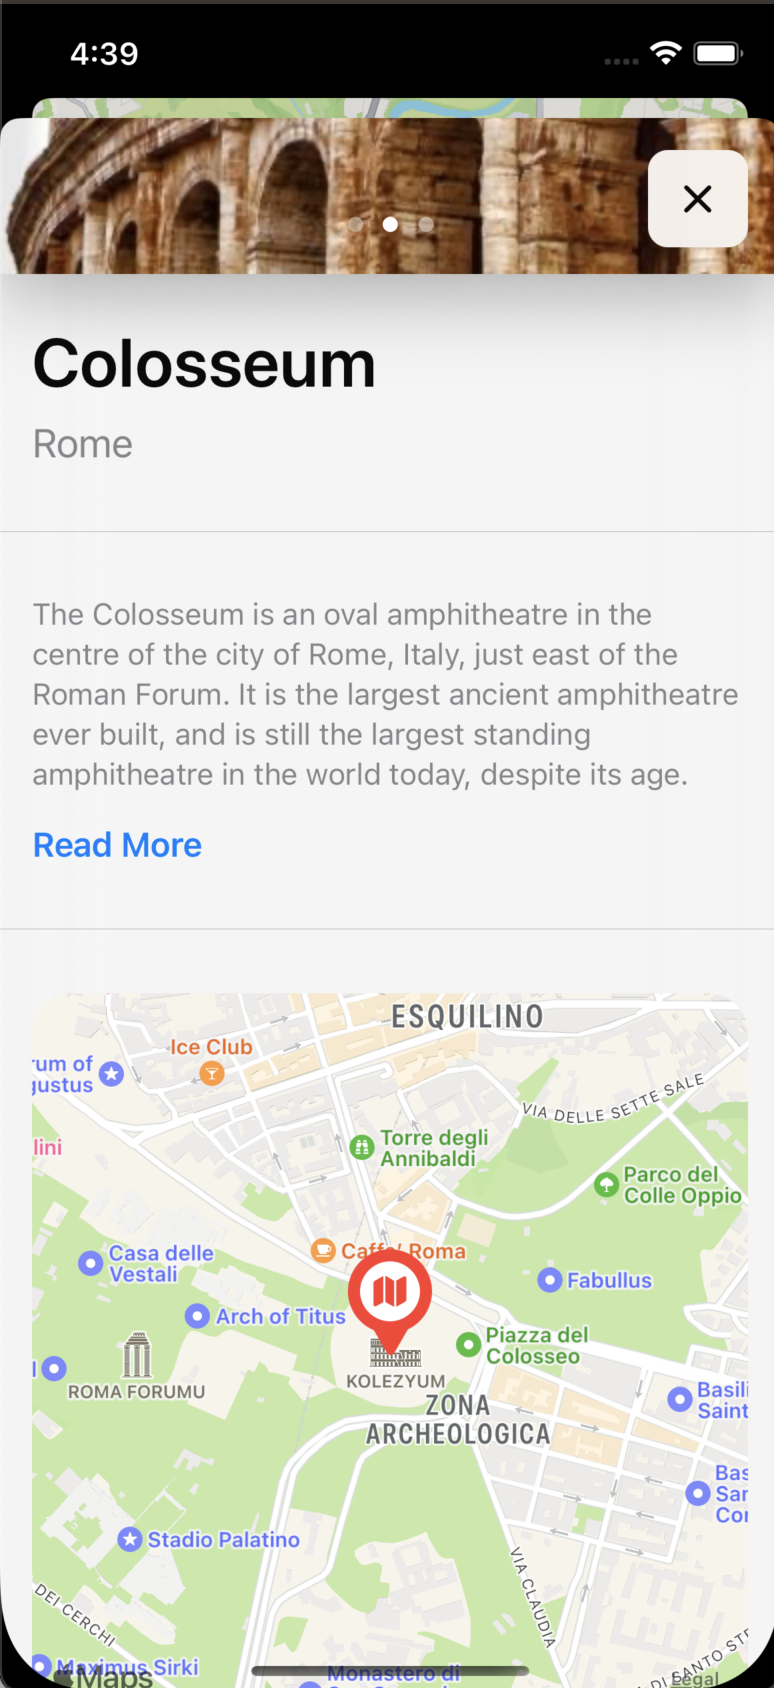 4:39
Colosseum
Rome
The Colosseum is an oval amphitheatre in the
centre of the city of Rome, Italy, just east of the
Roman Forum. It is the largest ancient amphitheatre
ever built, and is still the largest standing
amphitheatre in the world today, despite its age.
Read More
ESQUILINO
Ice Club
rum of
gustus
VIA DELLE SETTE SALE
lini
Torre degli
Annibaldi
Parco del
Colle Oppio
Casa delle
Vestali
Caffe' Roma
Fabullus
Arch of Titus
Piazza del
Colosseo
ROMA FORUMU
KOLEZYUM
ZONA
ARCHEOLOGICA
Basili
Saint
Bas
San
Cor
Stadio Palatino
VIA CLAUDIA
DEI CERCHI
DI SANTO STE
Maximus Sirki
Maps
Monastero di
Legal